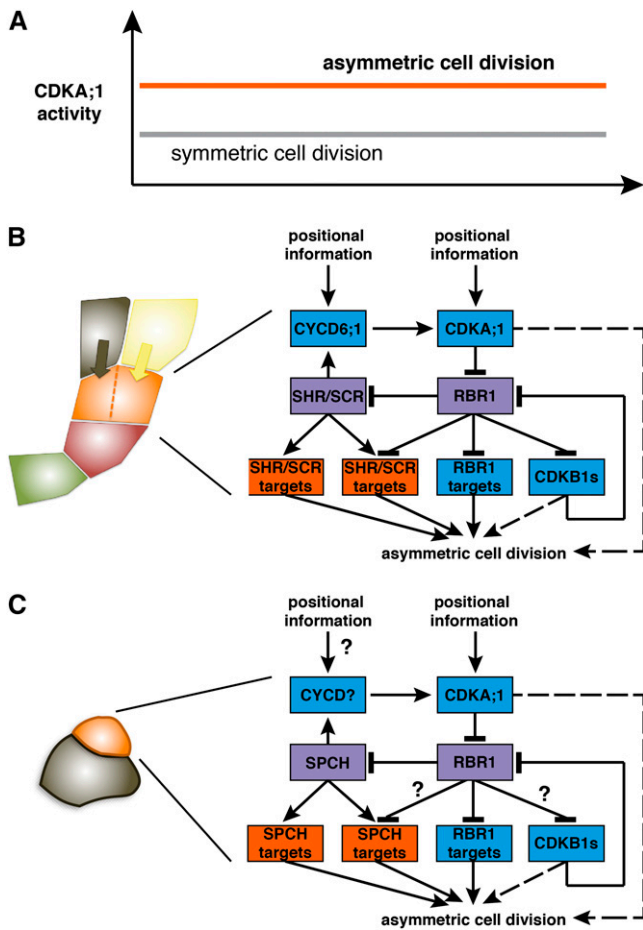 A
CDKA;1
activity
asymmetric cell division
symmetric cell division
B
positional
information
positional
information
CYCD6;1
CDKA;1
SHR/SCR
RBR1
SHR/SCR
targets
SHR/SCR
targets
RBR1
targets
CDKB1s
asymmetric cell division
C
positional
information
positional
information
?
CYCD?
CDKA;1
SPCH
RBR1
?
?
SPCH
targets
SPCH
targets
RBR1
targets
CDKB1s
asymmetric cell division